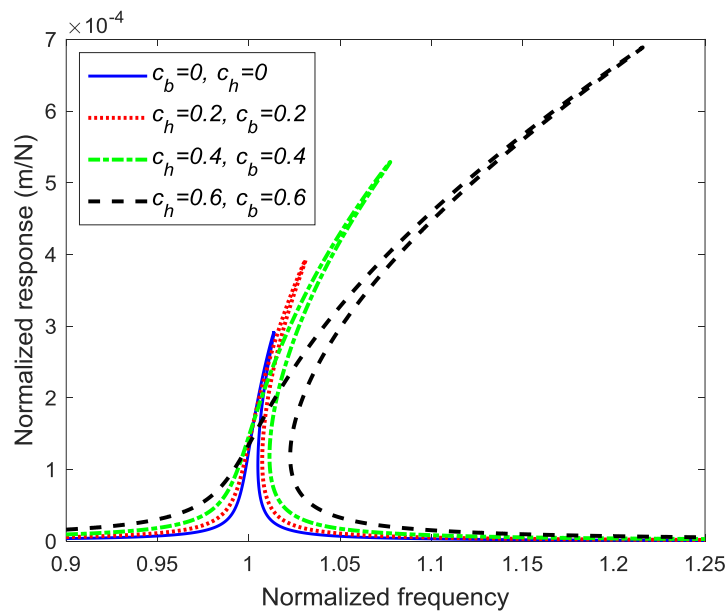 ×10⁻⁴
7
6
5
4
3
2
1
0
Normalized response (m/N)
c_b=0, c_h=0
c_h=0.2, c_b=0.2
c_h=0.4, c_b=0.4
c_h=0.6, c_b=0.6
0.9 0.95 1 1.05 1.1 1.15 1.2 1.25
Normalized frequency